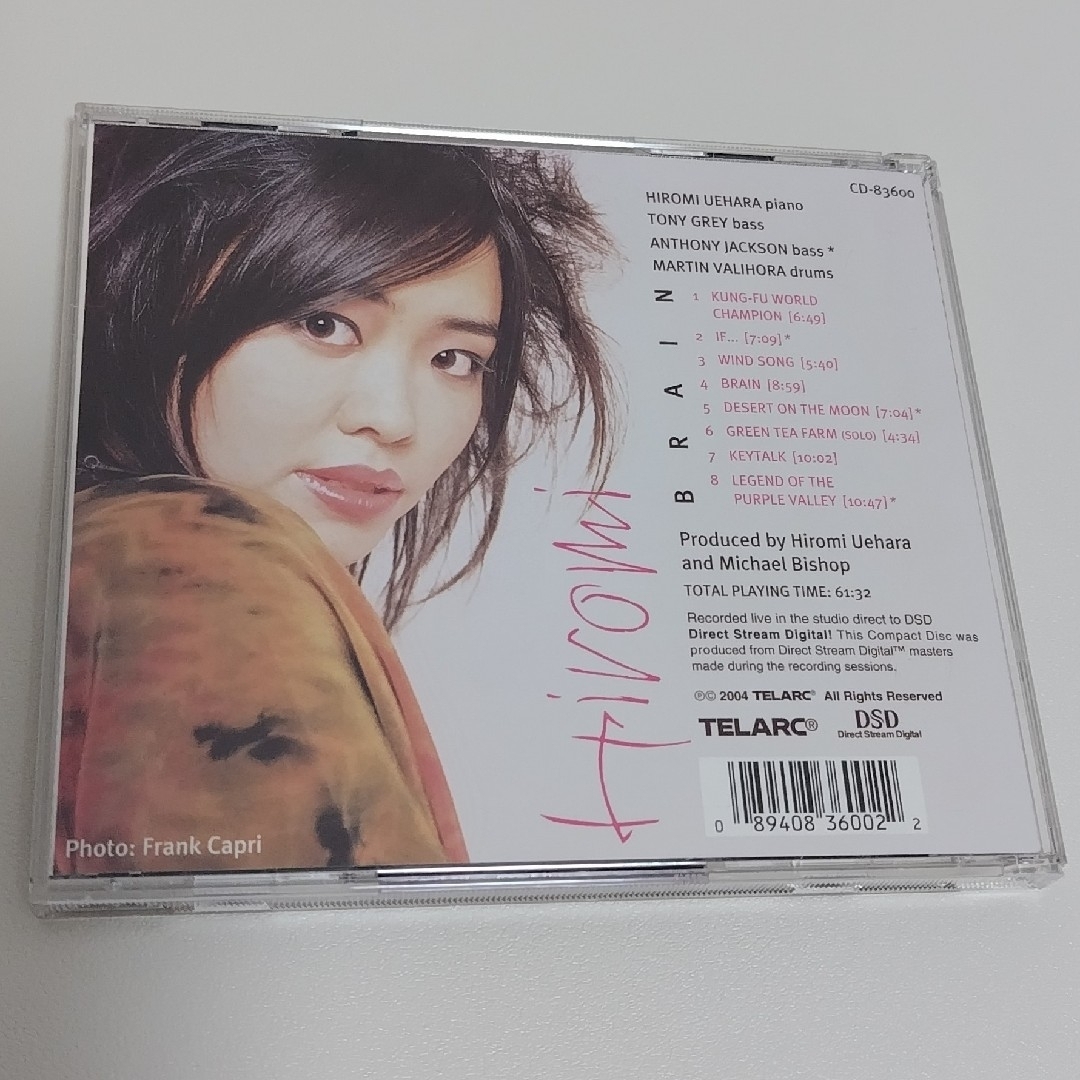 CD-83600
HIROMI UEHARA piano
TONY GREY bass
ANTHONY JACKSON bass *
MARTIN VALIHORA drums
BRAIN
1 KUNG-FU WORLD
CHAMPION [6:49]
2 IF... [7:09]*
3 WIND SONG [5:40]
4 BRAIN [8:59]
5 DESERT ON THE MOON [7:04]*
6 GREEN TEA FARM (SOLO) [4:34]
7 KEYTALK [10:02]
8 LEGEND OF THE
PURPLE VALLEY [10:47]*
Hiromi
Produced by Hiromi Uehara
and Michael Bishop
TOTAL PLAYING TIME: 61:32
Recorded live in the studio direct to DSD
Direct Stream Digital! This Compact Disc was
produced from Direct Stream Digital™ masters
made during the recording sessions.
℗© 2004 TELARC® All Rights Reserved
TELARC® DSD
Direct Stream Digital
0 89408 36002 2
Photo: Frank Capri